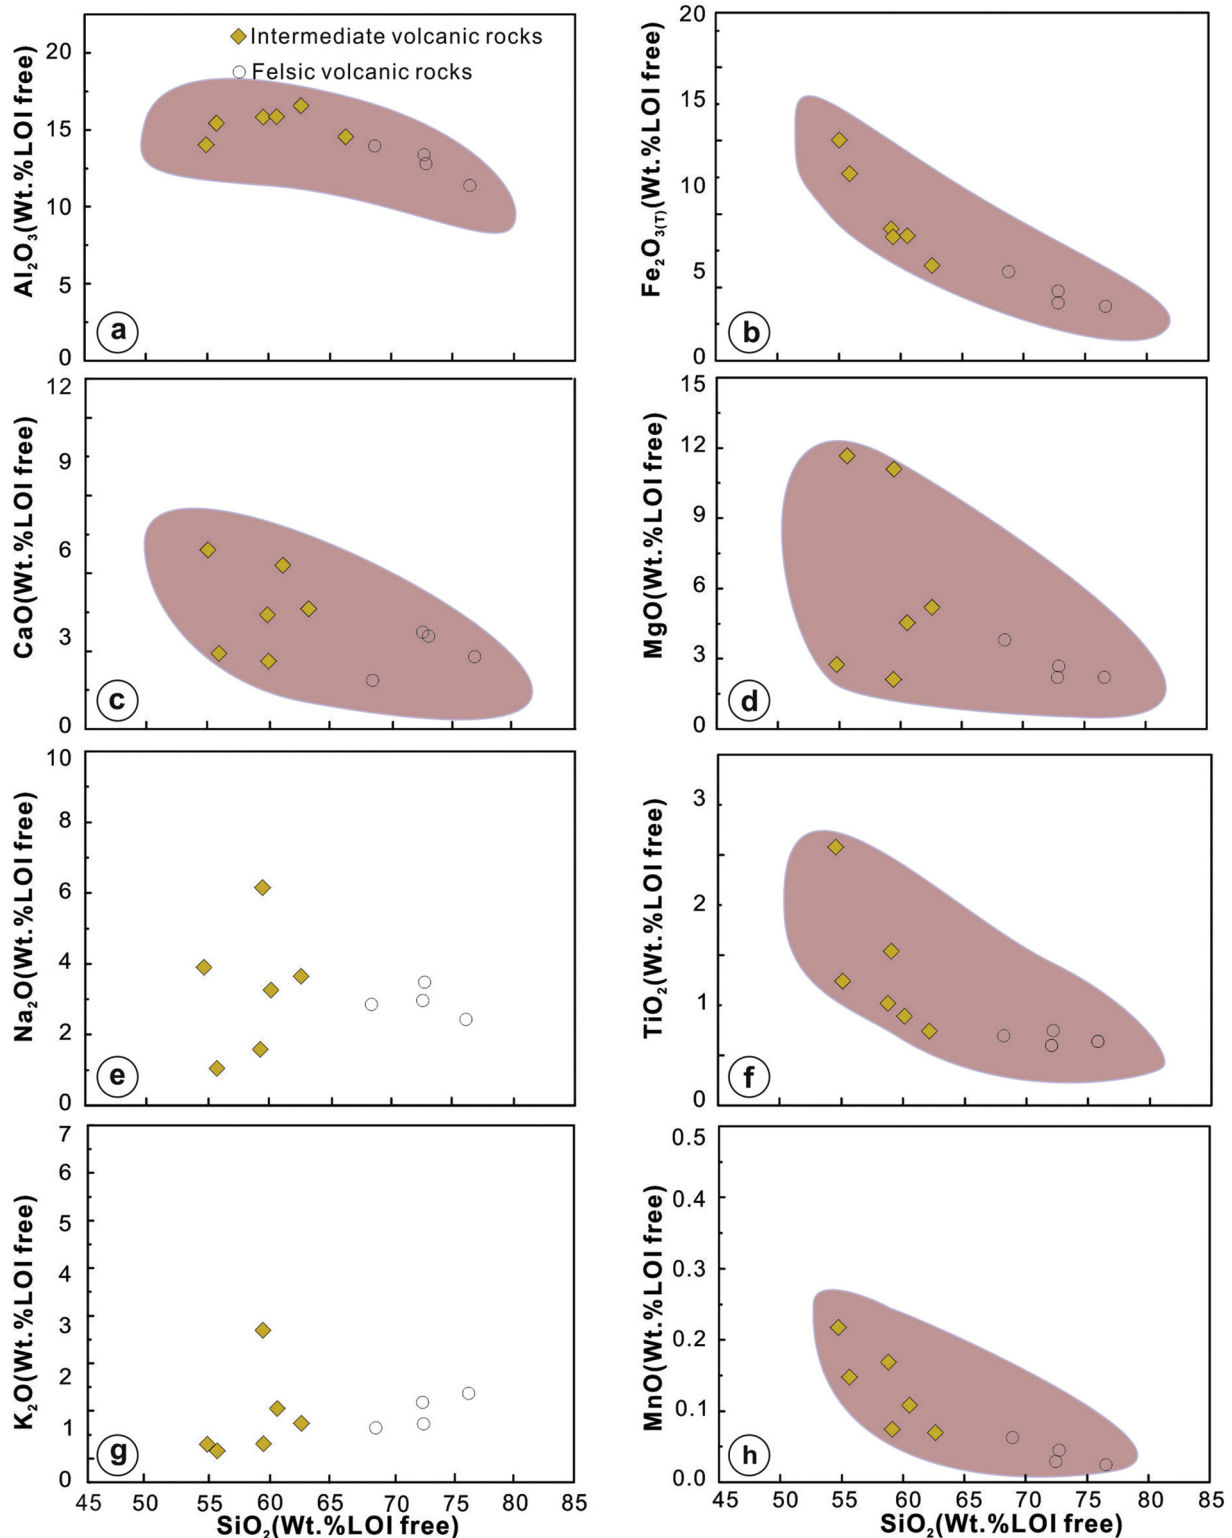 Intermediate volcanic rocks
Felsic volcanic rocks
Al₂O₃(Wt.%LOI free)
20
15
10
5
0
a
Fe₂O₃(T)(Wt.%LOI free)
20
15
10
5
0
b
CaO(Wt.%LOI free)
12
9
6
3
0
c
MgO(Wt.%LOI free)
15
12
9
6
3
0
d
Na₂O(Wt.%LOI free)
10
8
6
4
2
0
e
TiO₂(Wt.%LOI free)
3
2
1
0
f
K₂O(Wt.%LOI free)
7
6
5
4
3
2
1
0
g
45 50 55 60 65 70 75 80 85
SiO₂(Wt.%LOI free)
MnO(Wt.%LOI free)
0.5
0.4
0.3
0.2
0.1
0.0
h
45 50 55 60 65 70 75 80 85
SiO₂(Wt.%LOI free)